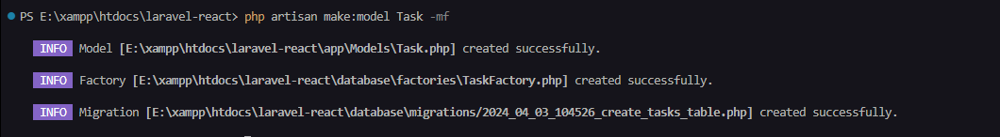 PS E:\xampp\htdocs\laravel-react> php artisan make:model Task -mf
INFO Model [E:\xampp\htdocs\laravel-react\app\Models\Task.php] created successfully.
INFO Factory [E:\xampp\htdocs\laravel-react\database\factories\TaskFactory.php] created successfully.
INFO Migration [E:\xampp\htdocs\laravel-react\database\migrations/2024_04_03_104526_create_tasks_table.php] created successfully.